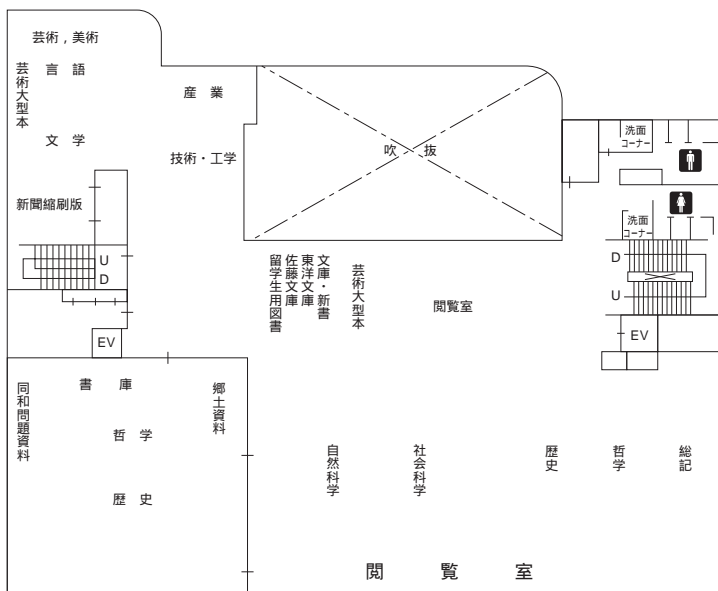 芸術，美術
言　語
芸術大型本
文　学
産　業
技術・工学
吹　抜
洗面
コーナー
洗面
コーナー
新聞縮刷版
U
D
EV
文庫・新書
東洋文庫
佐藤文庫
留学生用図書
芸術大型本
閲覧室
D
U
EV
書　庫
同和問題資料
郷土資料
哲　学
歴　史
自然科学
社会科学
歴史
哲学
総記
閲　覧　室